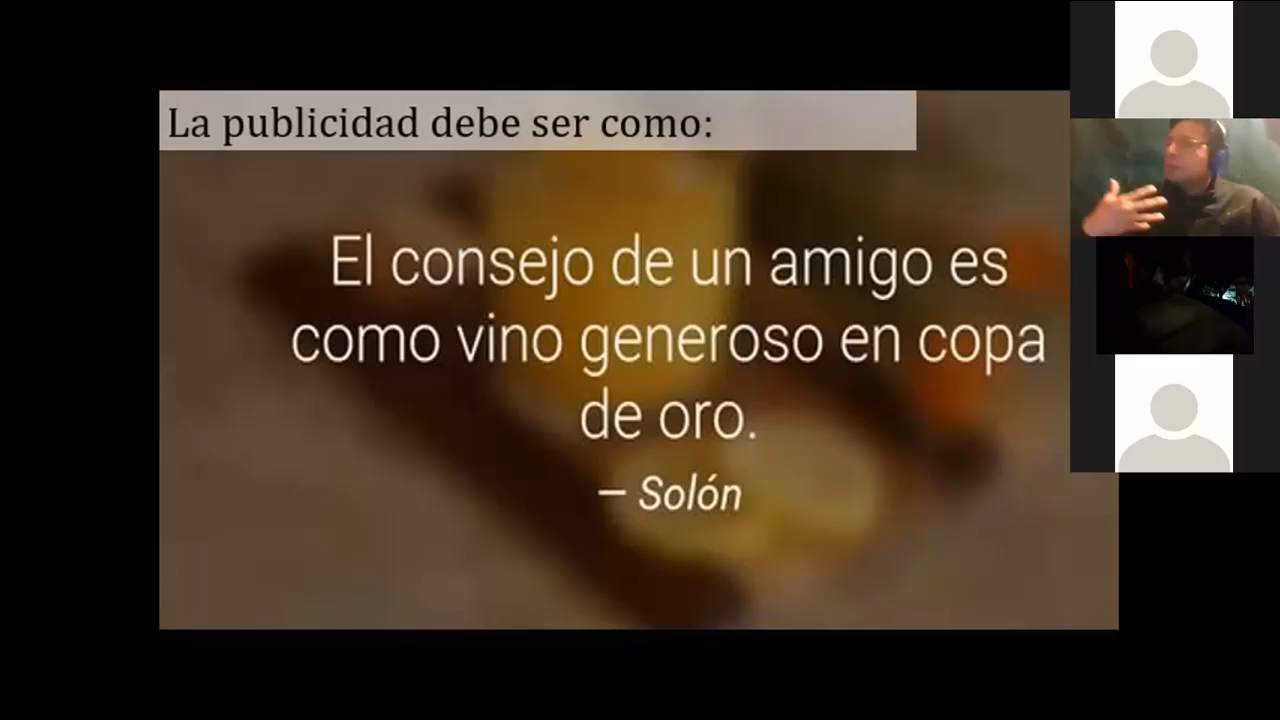 La publicidad debe ser como:
El consejo de un amigo es
como vino generoso en copa
de oro.
– Solón